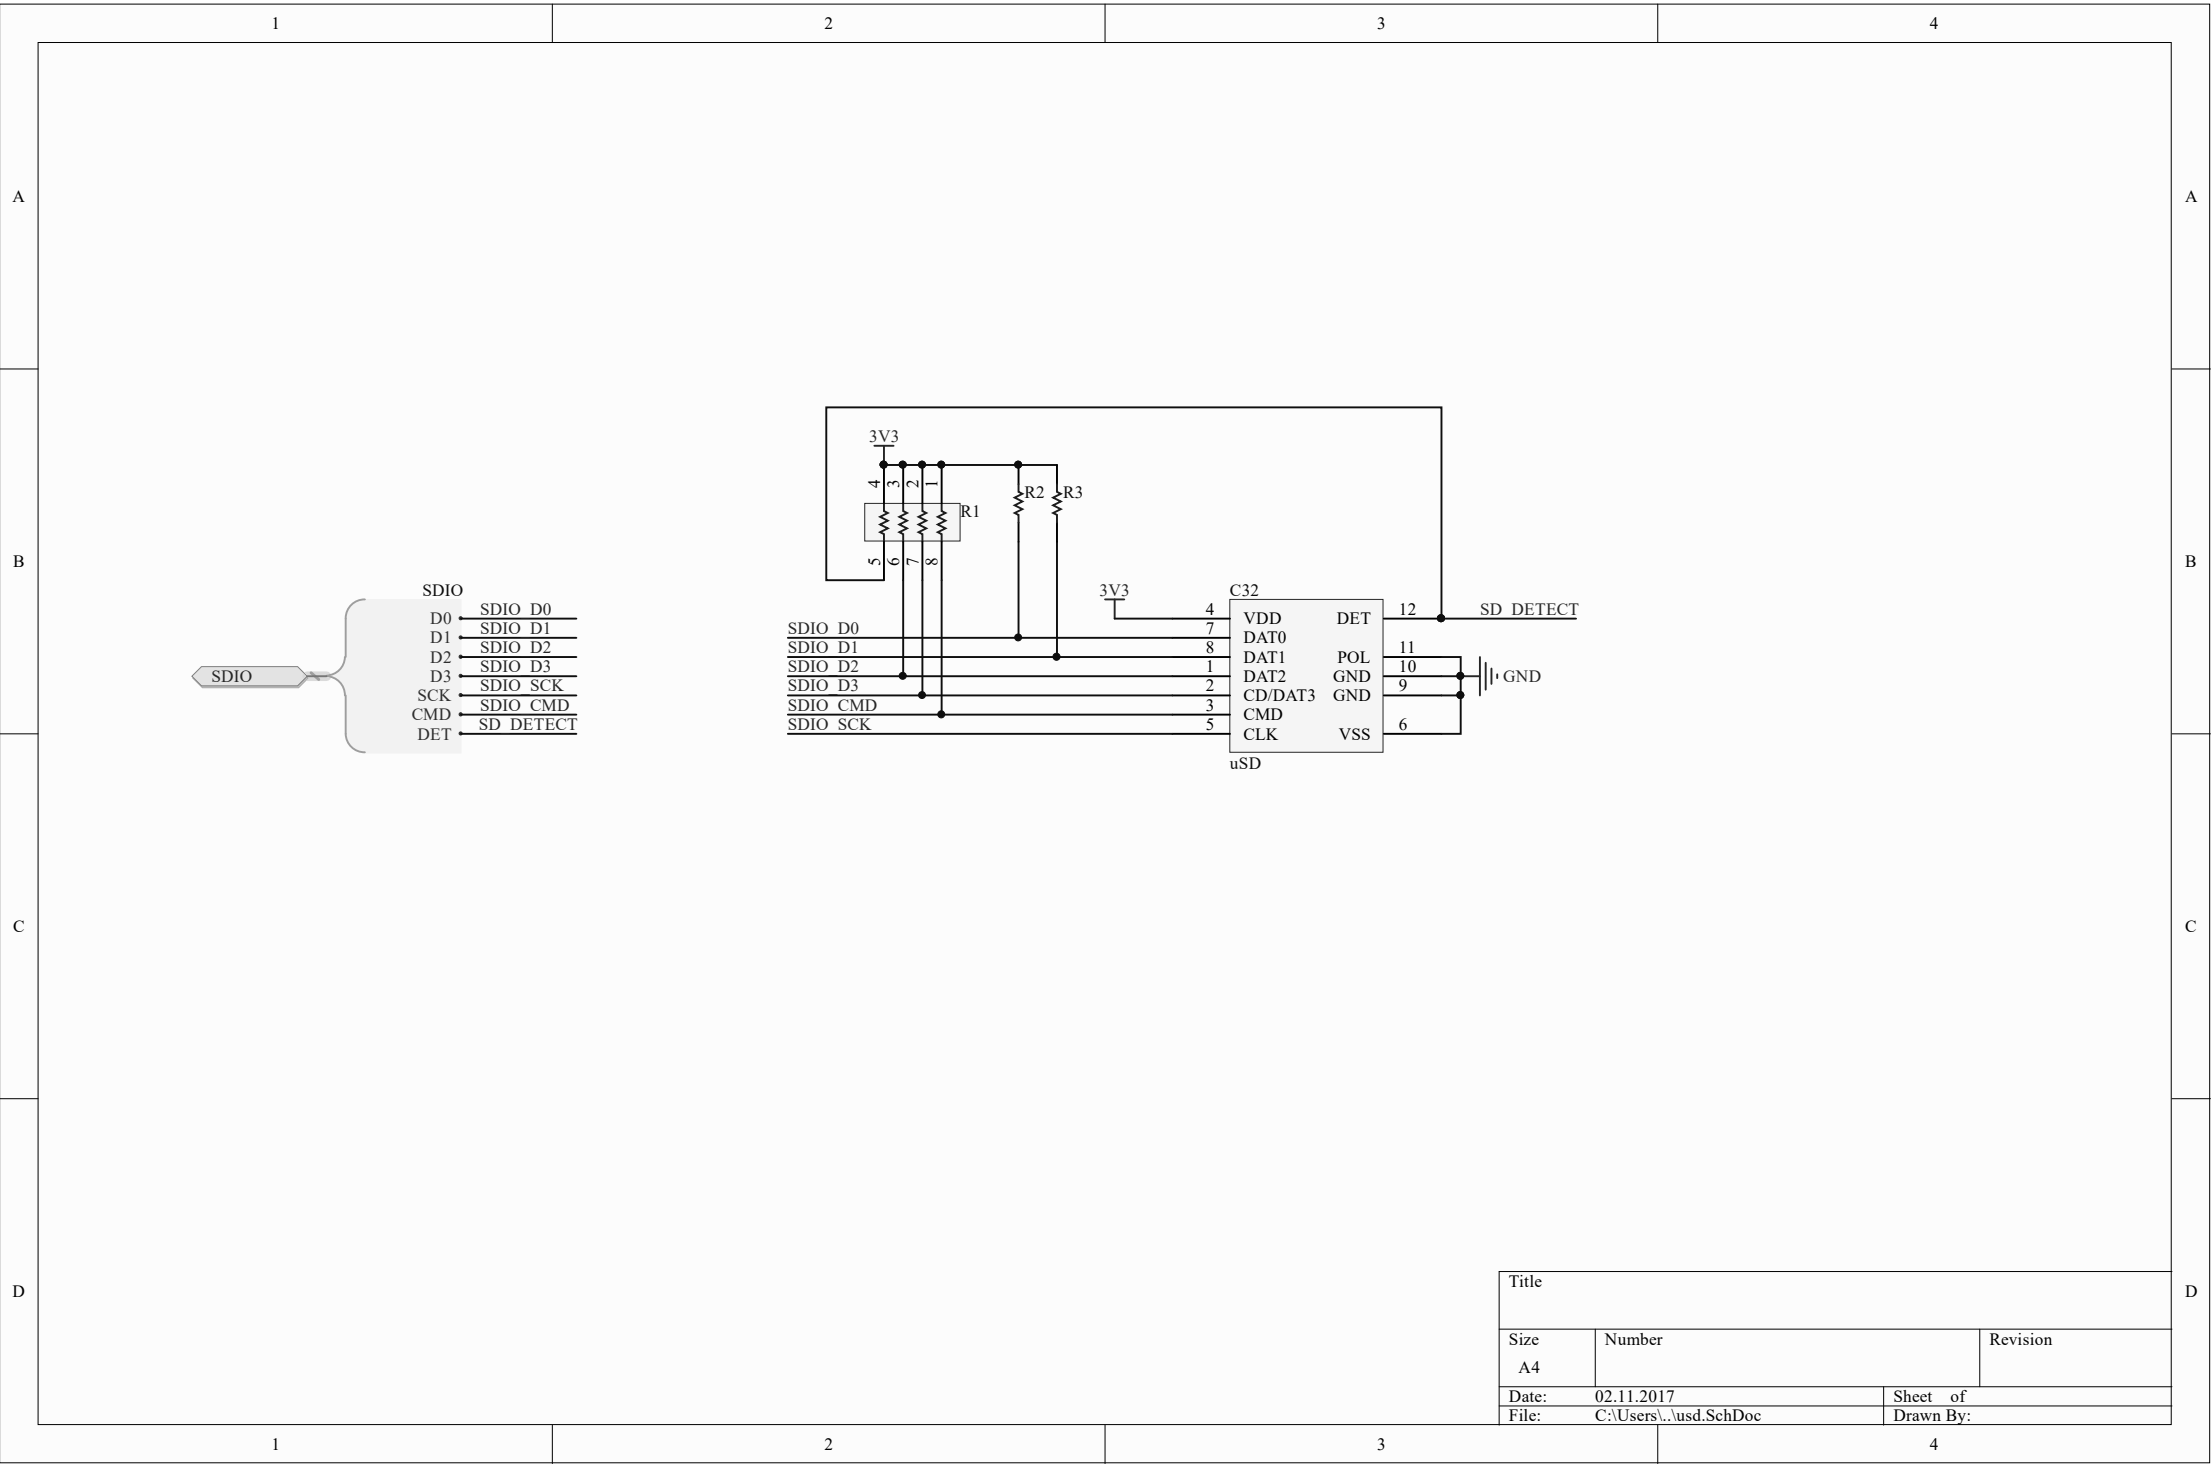 1 2 3 4
A A
3V3
4 3 2 1
R2 R3
R1
5 6 7 8
B B
SDIO
D0 SDIO_D0
D1 SDIO_D1
D2 SDIO_D2
D3 SDIO_D3
SCK SDIO_SCK
CMD SDIO_CMD
DET SD_DETECT
SDIO
3V3
C32
4 VDD DET 12 SD_DETECT
SDIO_D0 7 DAT0
SDIO_D1 8 DAT1 POL 11
SDIO_D2 1 DAT2 GND 10 GND
SDIO_D3 2 CD/DAT3 GND 9
SDIO_CMD 3 CMD
SDIO_SCK 5 CLK VSS 6
uSD
C C
D D
Title
Size Number Revision
A4
Date: 02.11.2017 Sheet of
File: C:\Users\..\usd.SchDoc Drawn By:
1 2 3 4